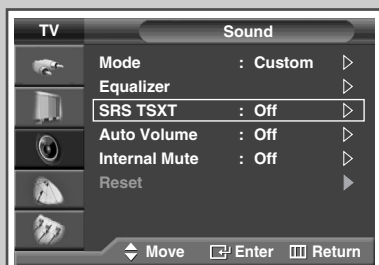 TV Sound
Mode : Custom
Equalizer
SRS TSXT : Off
Auto Volume : Off
Internal Mute : Off
Reset
Move Enter Return